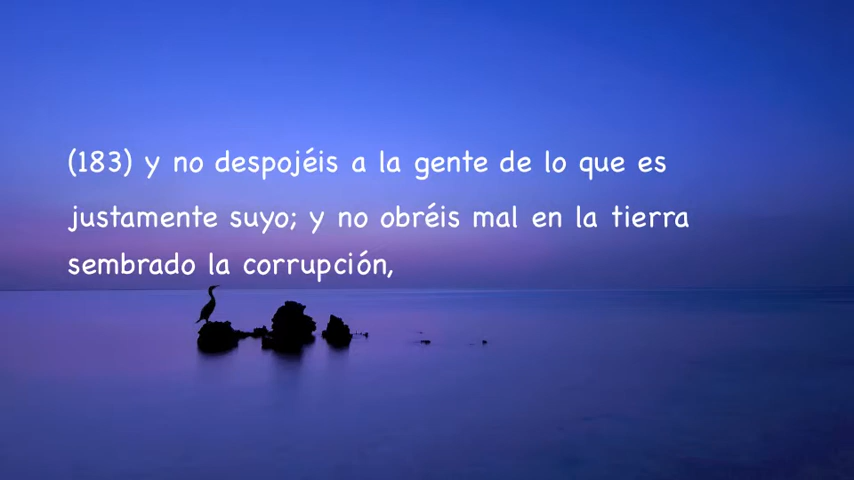 (183) y no despojéis a la gente de lo que es
justamente suyo; y no obréis mal en la tierra
sembrado la corrupción,